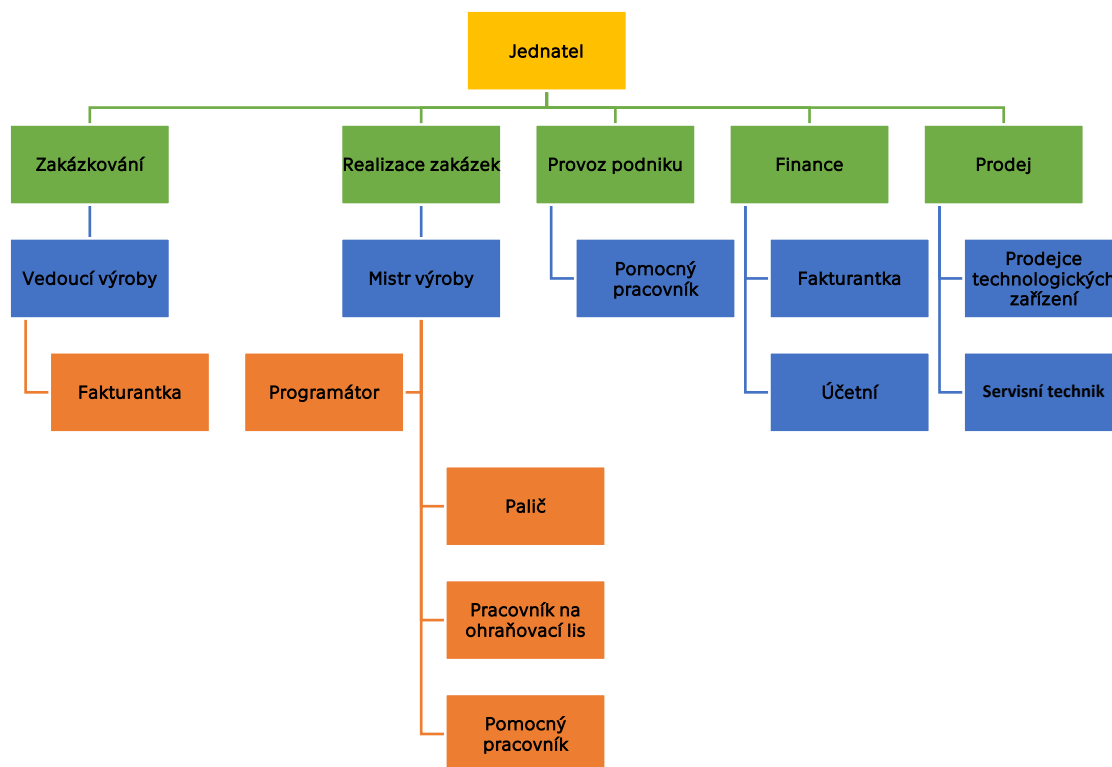 Jednatel
Zakázkování
Realizace zakázek
Provoz podniku
Finance
Prodej
Vedoucí výroby
Mistr výroby
Pomocný
pracovník
Fakturantka
Prodejce
technologických
zařízení
Fakturantka
Programátor
Účetní
Servisní technik
Palič
Pracovník na
ohraňovací lis
Pomocný
pracovník